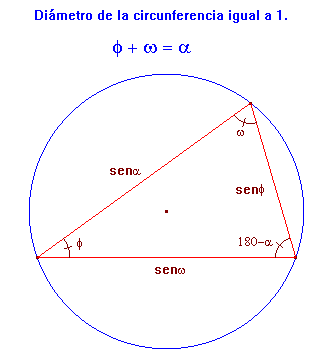 Diámetro de la circunferencia igual a 1.
ϕ + ω = α
ω
senα
senϕ
ϕ
180-α
senω